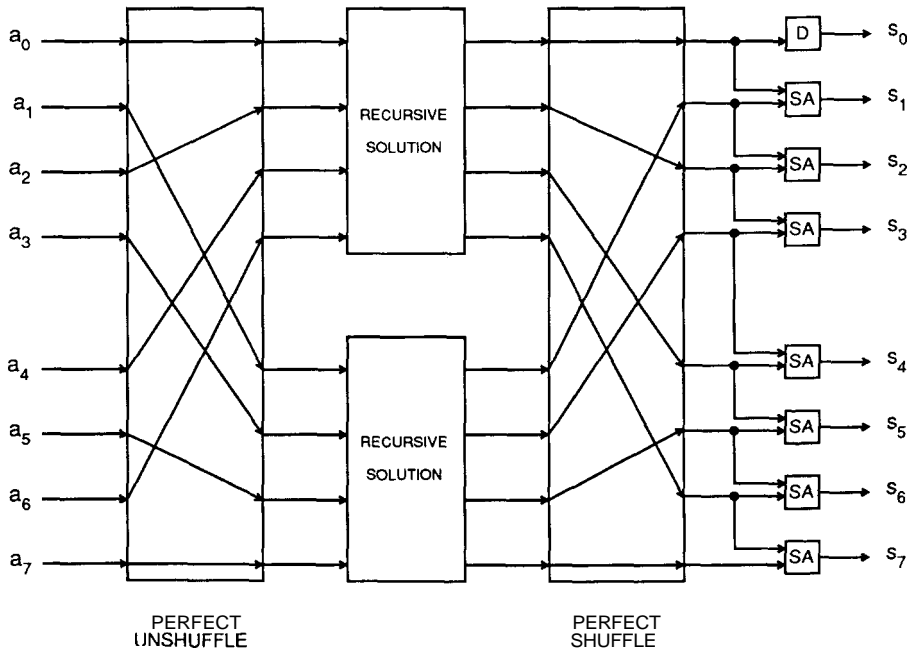 a0 D s0
a1 SA s1
RECURSIVE
SOLUTION
a2 SA s2
a3 SA s3
a4 SA s4
a5 SA s5
RECURSIVE
SOLUTION
a6 SA s6
a7 SA s7
PERFECT
UNSHUFFLE
PERFECT
SHUFFLE